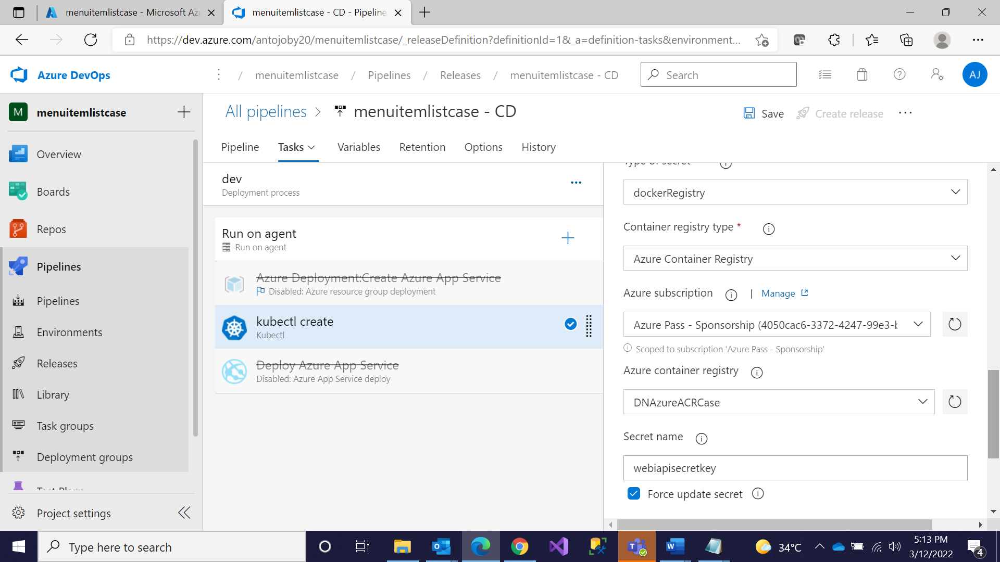 menuitemlistcase - Microsoft Az
menuitemlistcase - CD - Pipeline
https://dev.azure.com/antojoby20/menuitemlistcase/_releaseDefinition?definitionId=1&_a=definition-tasks&environment...
Azure DevOps
/ menuitemlistcase / Pipelines / Releases / menuitemlistcase - CD
Search
AJ
M menuitemlistcase
Overview
Boards
Repos
Pipelines
Pipelines
Environments
Releases
Library
Task groups
Deployment groups
Test Plans
Project settings
All pipelines > menuitemlistcase - CD
Save
Create release
Pipeline
Tasks
Variables
Retention
Options
History
dev
Deployment process
Run on agent
Run on agent
Azure Deployment:Create Azure App Service
Disabled: Azure resource group deployment
kubectl create
Kubectl
Deploy Azure App Service
Disabled: Azure App Service deploy
Type of secret
dockerRegistry
Container registry type *
Azure Container Registry
Azure subscription | Manage
Azure Pass - Sponsorship (4050cac6-3372-4247-99e3-b
Scoped to subscription 'Azure Pass - Sponsorship'
Azure container registry
DNAzureACRCase
Secret name
webiapisecretkey
Force update secret
Type here to search
34°C
5:13 PM
3/12/2022
4